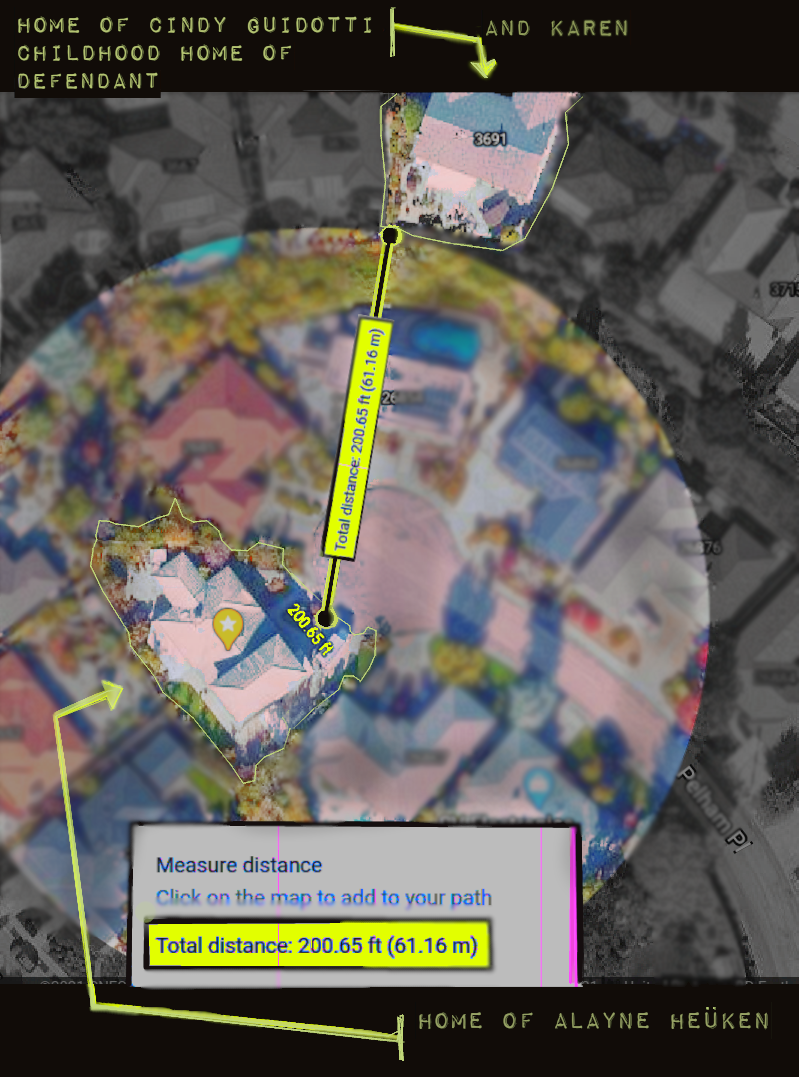 HOME OF CINDY GUIDOTTI
AND KAREN
CHILDHOOD HOME OF
DEFENDANT
3691
3715
Total distance: 200.65 ft (61.16 m)
200.65 ft
Pelham Pl
Measure distance
Click on the map to add to your path
Total distance: 200.65 ft (61.16 m)
HOME OF ALAYNE HEÜKEN